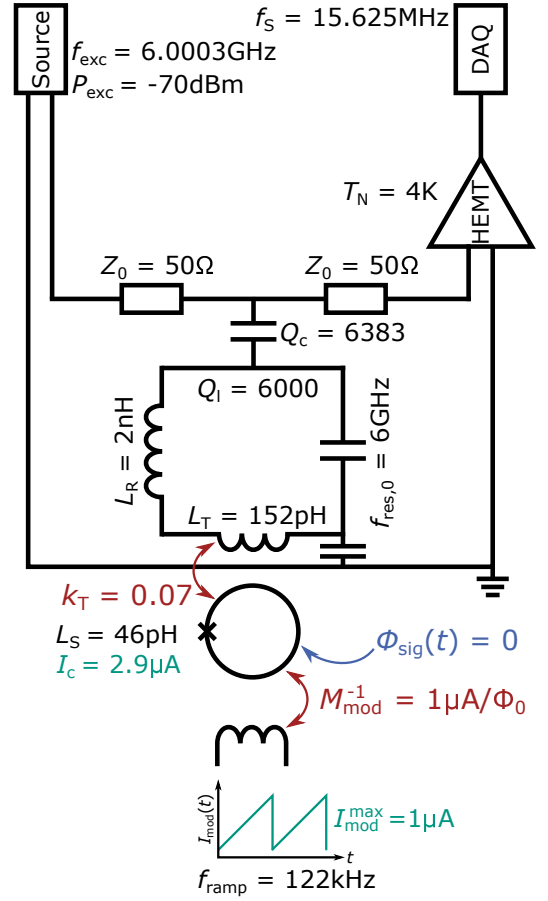 Source
f_exc = 6.0003GHz
P_exc = -70dBm
f_S = 15.625MHz
DAQ
T_N = 4K
HEMT
Z_0 = 50Ω
Z_0 = 50Ω
Q_c = 6383
Q_I = 6000
L_R = 2nH
f_res,0 = 6GHz
L_T = 152pH
k_T = 0.07
L_S = 46pH
I_c = 2.9μA
Φ_sig(t) = 0
M_mod^-1 = 1μA/Φ_0
I_mod(t)
I_mod^max = 1μA
t
f_ramp = 122kHz